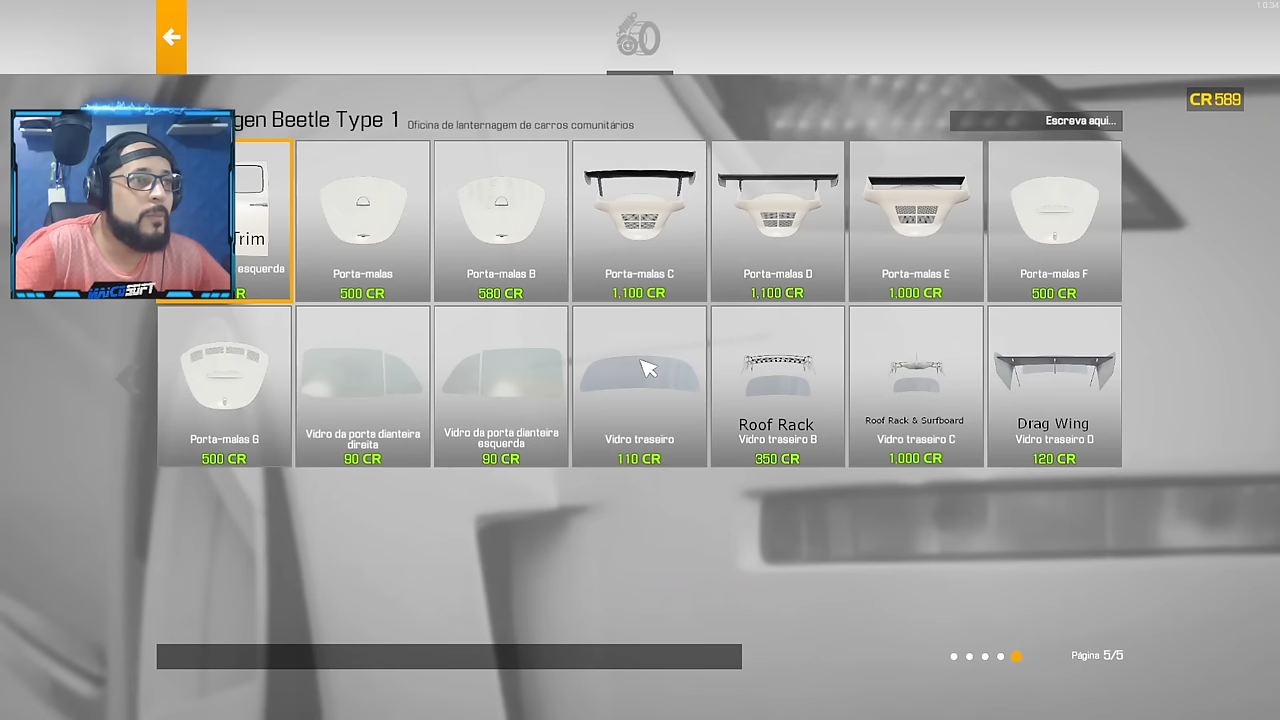 1.0.34
CR 589
gen Beetle Type 1 Oficina de lanternagem de carros comunitários
Escreva aqui...
Trim
esquerda
R
MAICOSOFT
Porta-malas
500 CR
Porta-malas B
580 CR
Porta-malas C
1,100 CR
Porta-malas D
1,100 CR
Porta-malas E
1,000 CR
Porta-malas F
500 CR
Porta-malas G
500 CR
Vidro da porta dianteira
direita
90 CR
Vidro da porta dianteira
esquerda
90 CR
Vidro traseiro
110 CR
Roof Rack
Vidro traseiro B
350 CR
Roof Rack & Surfboard
Vidro traseiro C
1,000 CR
Drag Wing
Vidro traseiro D
120 CR
Página 5/5